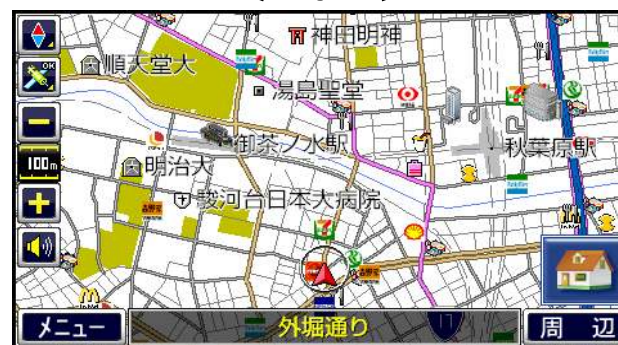 神田明神
OK
順天堂大
湯島聖堂
100m
御茶ノ水駅
秋葉原駅
明治大
駿河台日本大病院
メニュー
外堀通り
17
周 辺